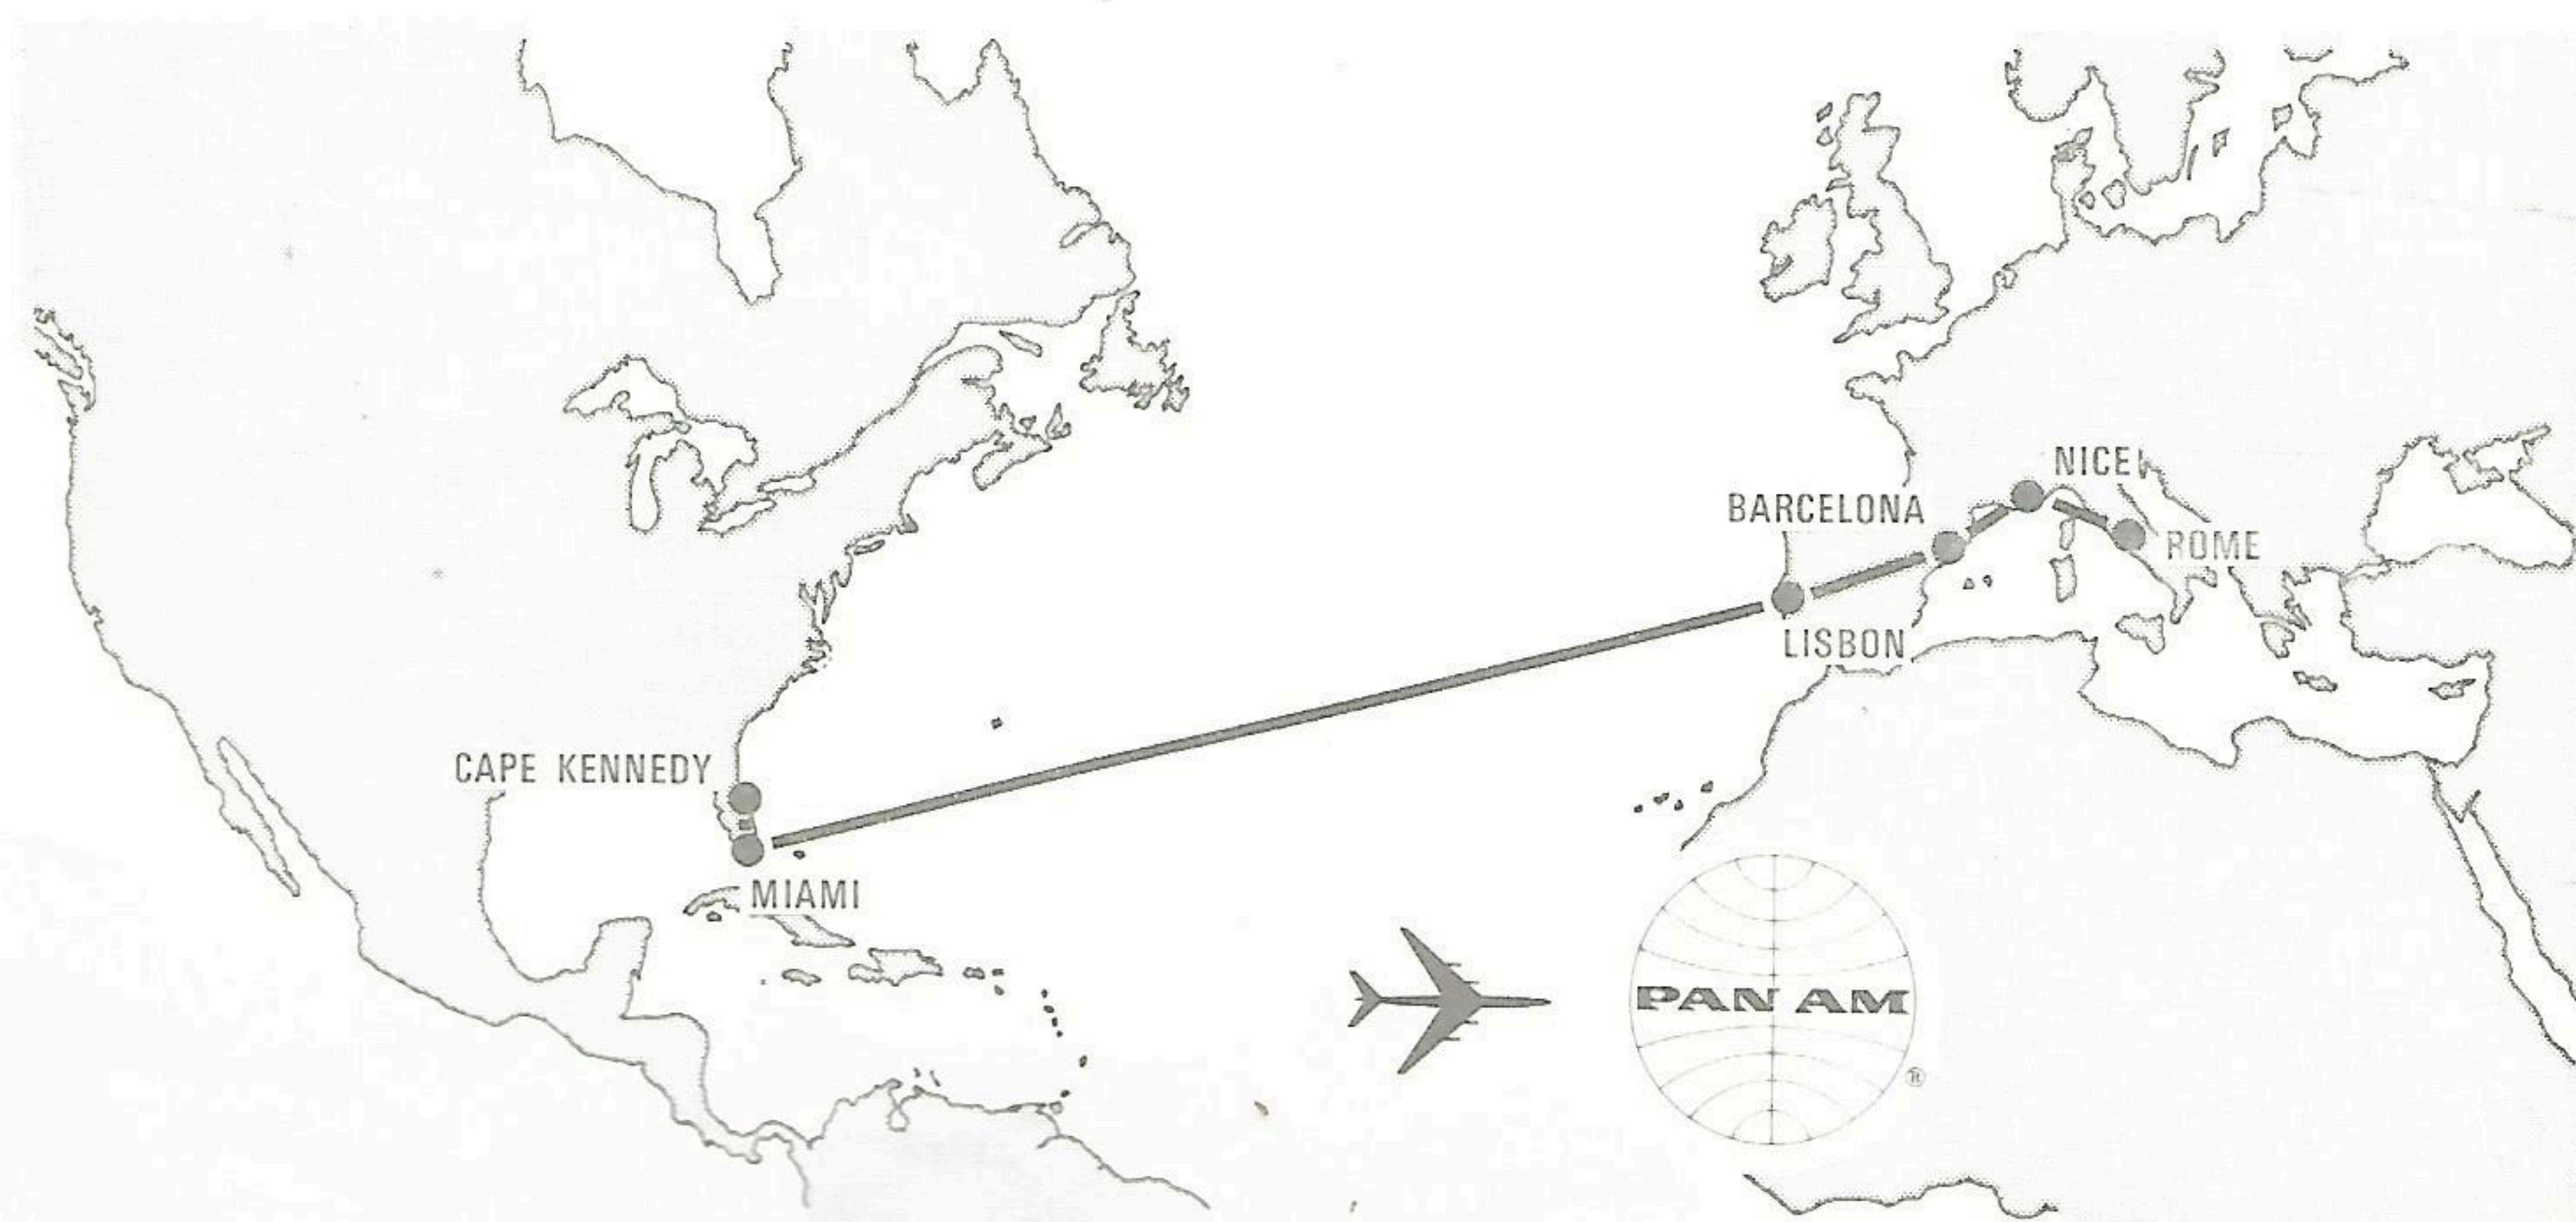 NICE
BARCELONA
ROME
LISBON
CAPE KENNEDY
MIAMI
PAN AM
®